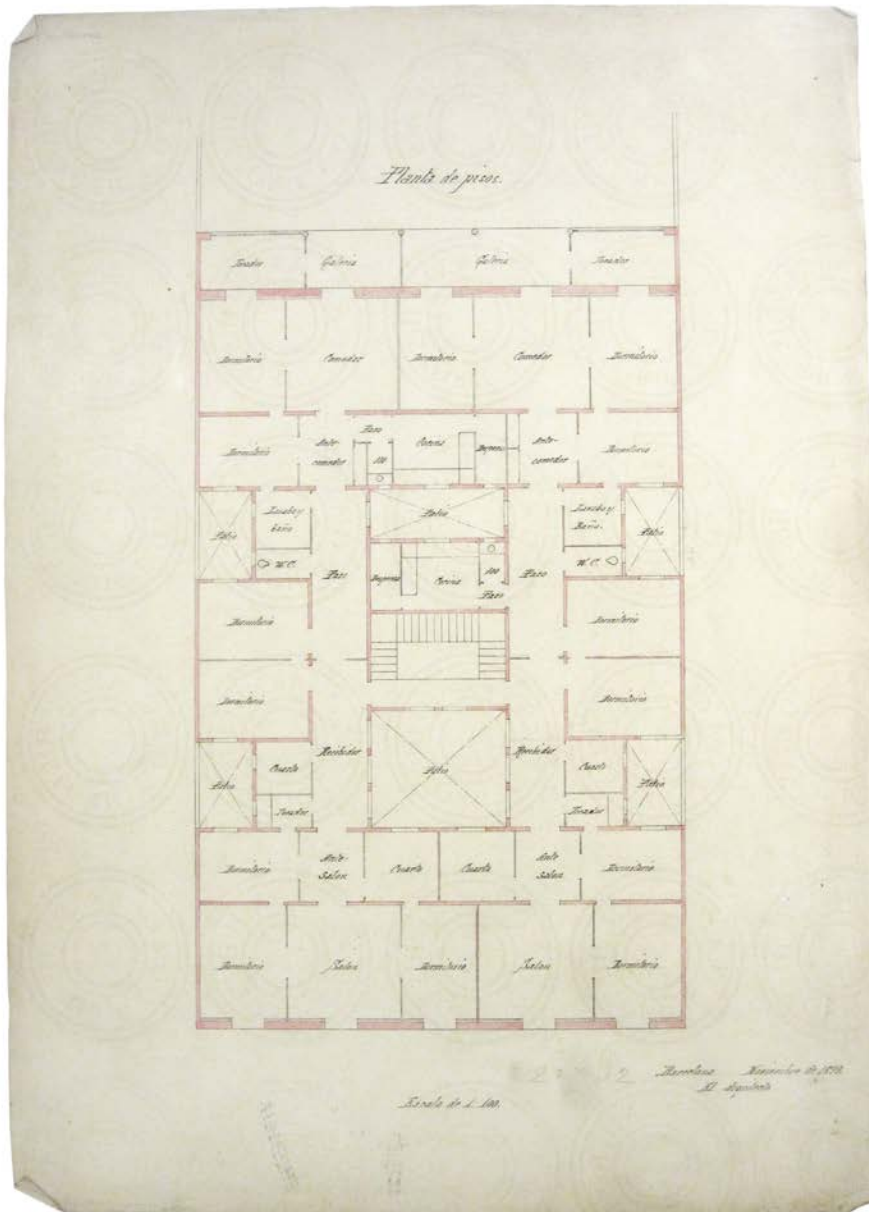 Planta de pisos.
Tocador Galeria Galeria Tocador
Dormitorio Comedor Dormitorio Comedor Dormitorio
Dormitorio Ante-comedor Paso Cocina Despensa Ante-comedor Dormitorio
Patio Lavabo y baño Patio Lavabo y Baño. Patio
W.C. Paso Despensa Cocina Paso Paso W.C.
Dormitorio Dormitorio
Dormitorio Dormitorio
Patio Cuarto Recibidor Patio Recibidor Cuarto Patio
Tocador Tocador
Dormitorio Ante-Salon Cuarto Cuarto Ante Salon Dormitorio
Dormitorio Salon Dormitorio Salon Dormitorio
Barcelona Noviembre de
El Arquitecto
Escala de 1 100.